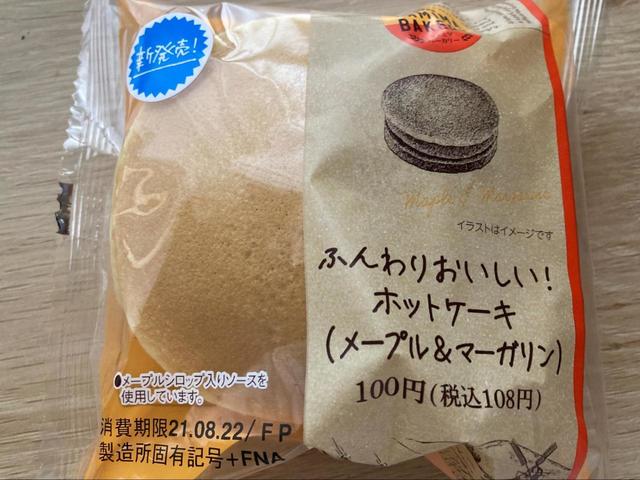 新発売!
BAKERY
Maple & Margarine
イラストはイメージです
ふんわりおいしい!
ホットケーキ
(メープル&マーガリン)
100円(税込108円)
●メープルシロップ入りソースを
使用しています。
消費期限21.08.22/FP
製造所固有記号+FNA